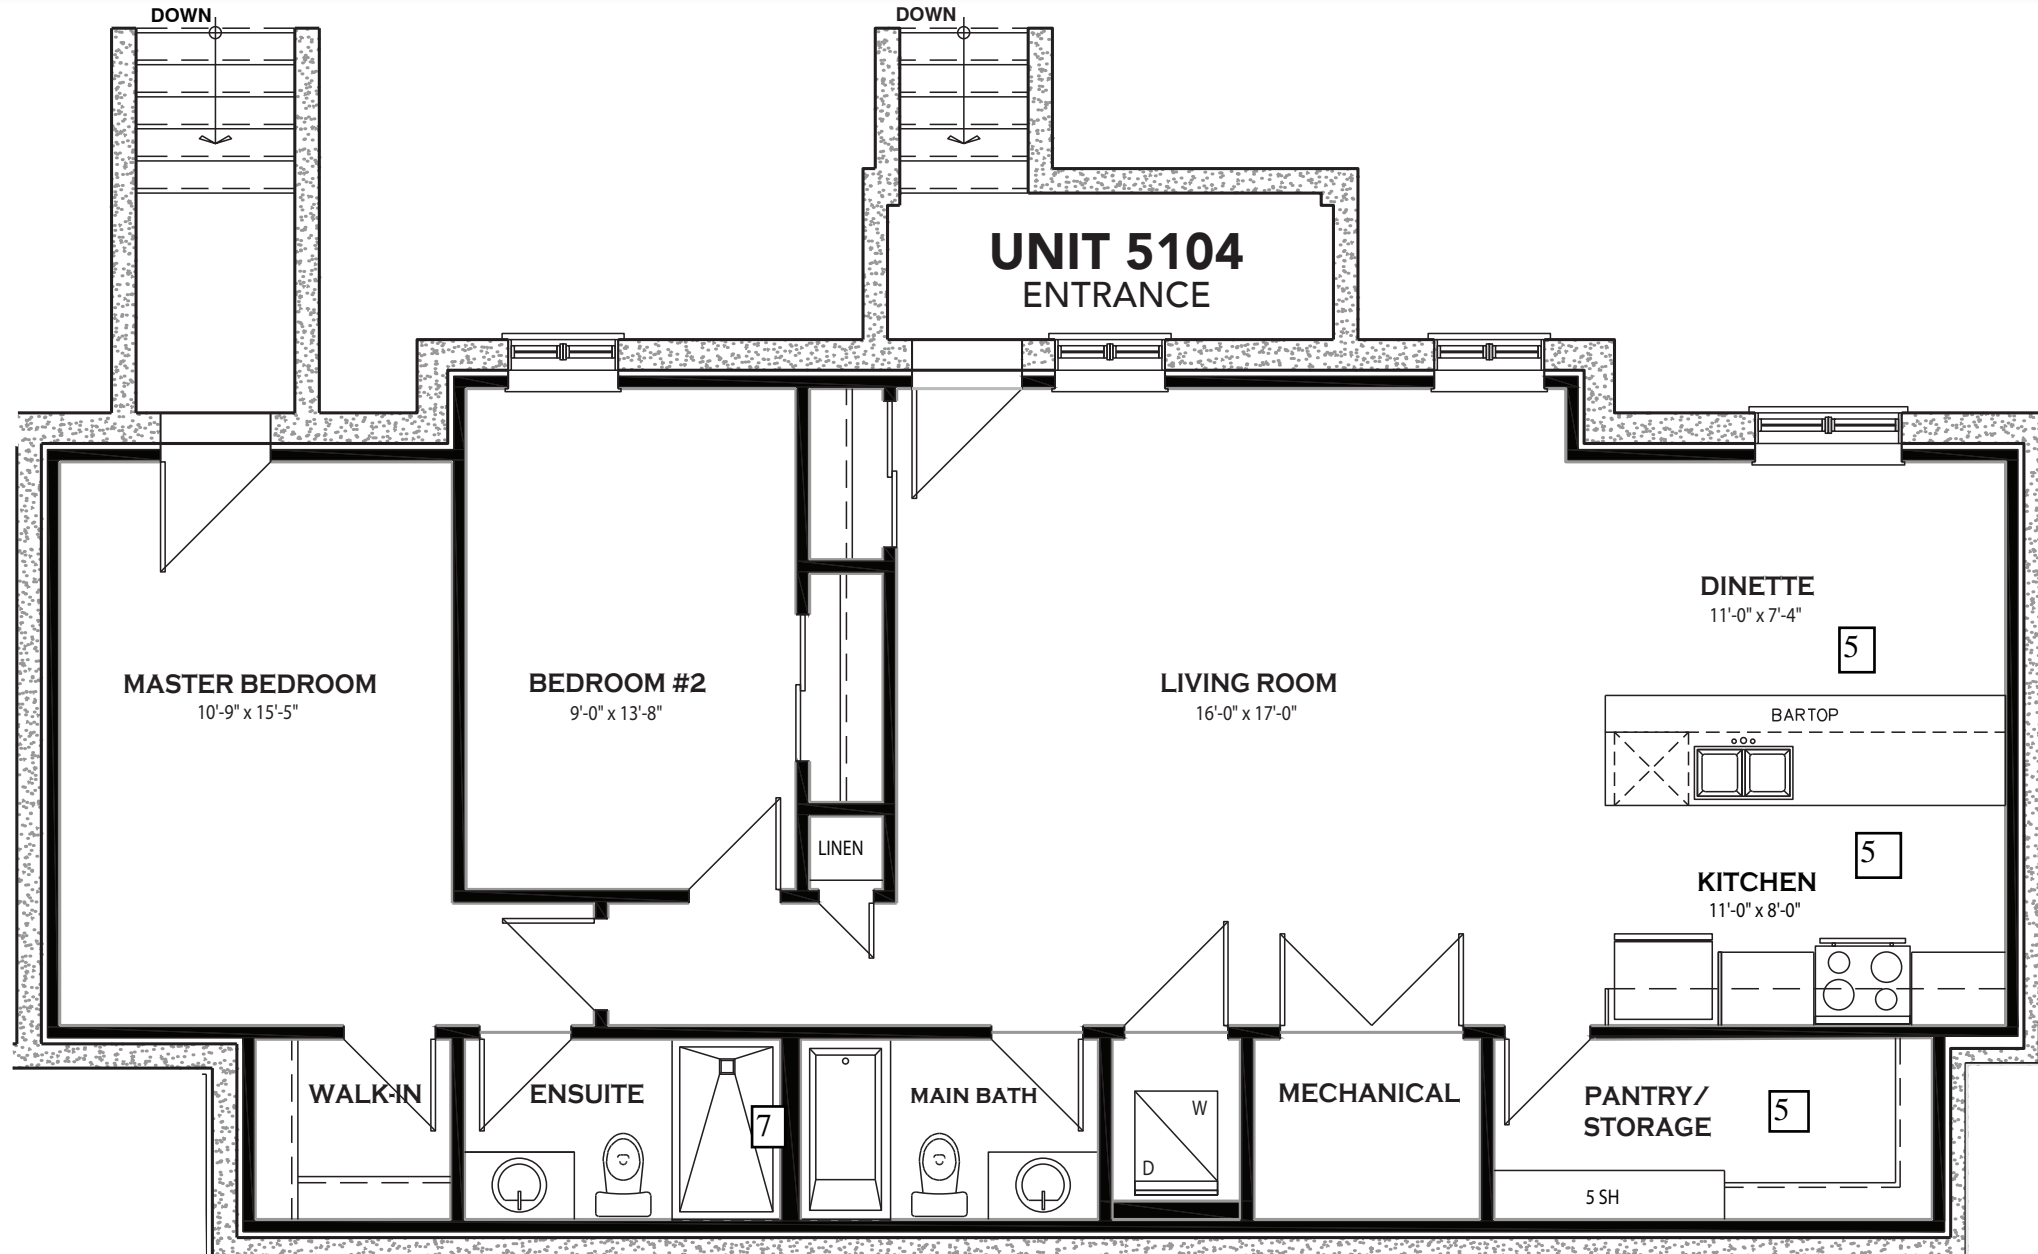 DOWN
DOWN
UNIT 5104
ENTRANCE
DINETTE
11'-0" x 7'-4"
5
MASTER BEDROOM
10'-9" x 15'-5"
BEDROOM #2
9'-0" x 13'-8"
LIVING ROOM
16'-0" x 17'-0"
BARTOP
LINEN
5
KITCHEN
11'-0" x 8'-0"
WALK-IN
ENSUITE
7
MAIN BATH
W
D
MECHANICAL
PANTRY/
STORAGE
5
5 SH